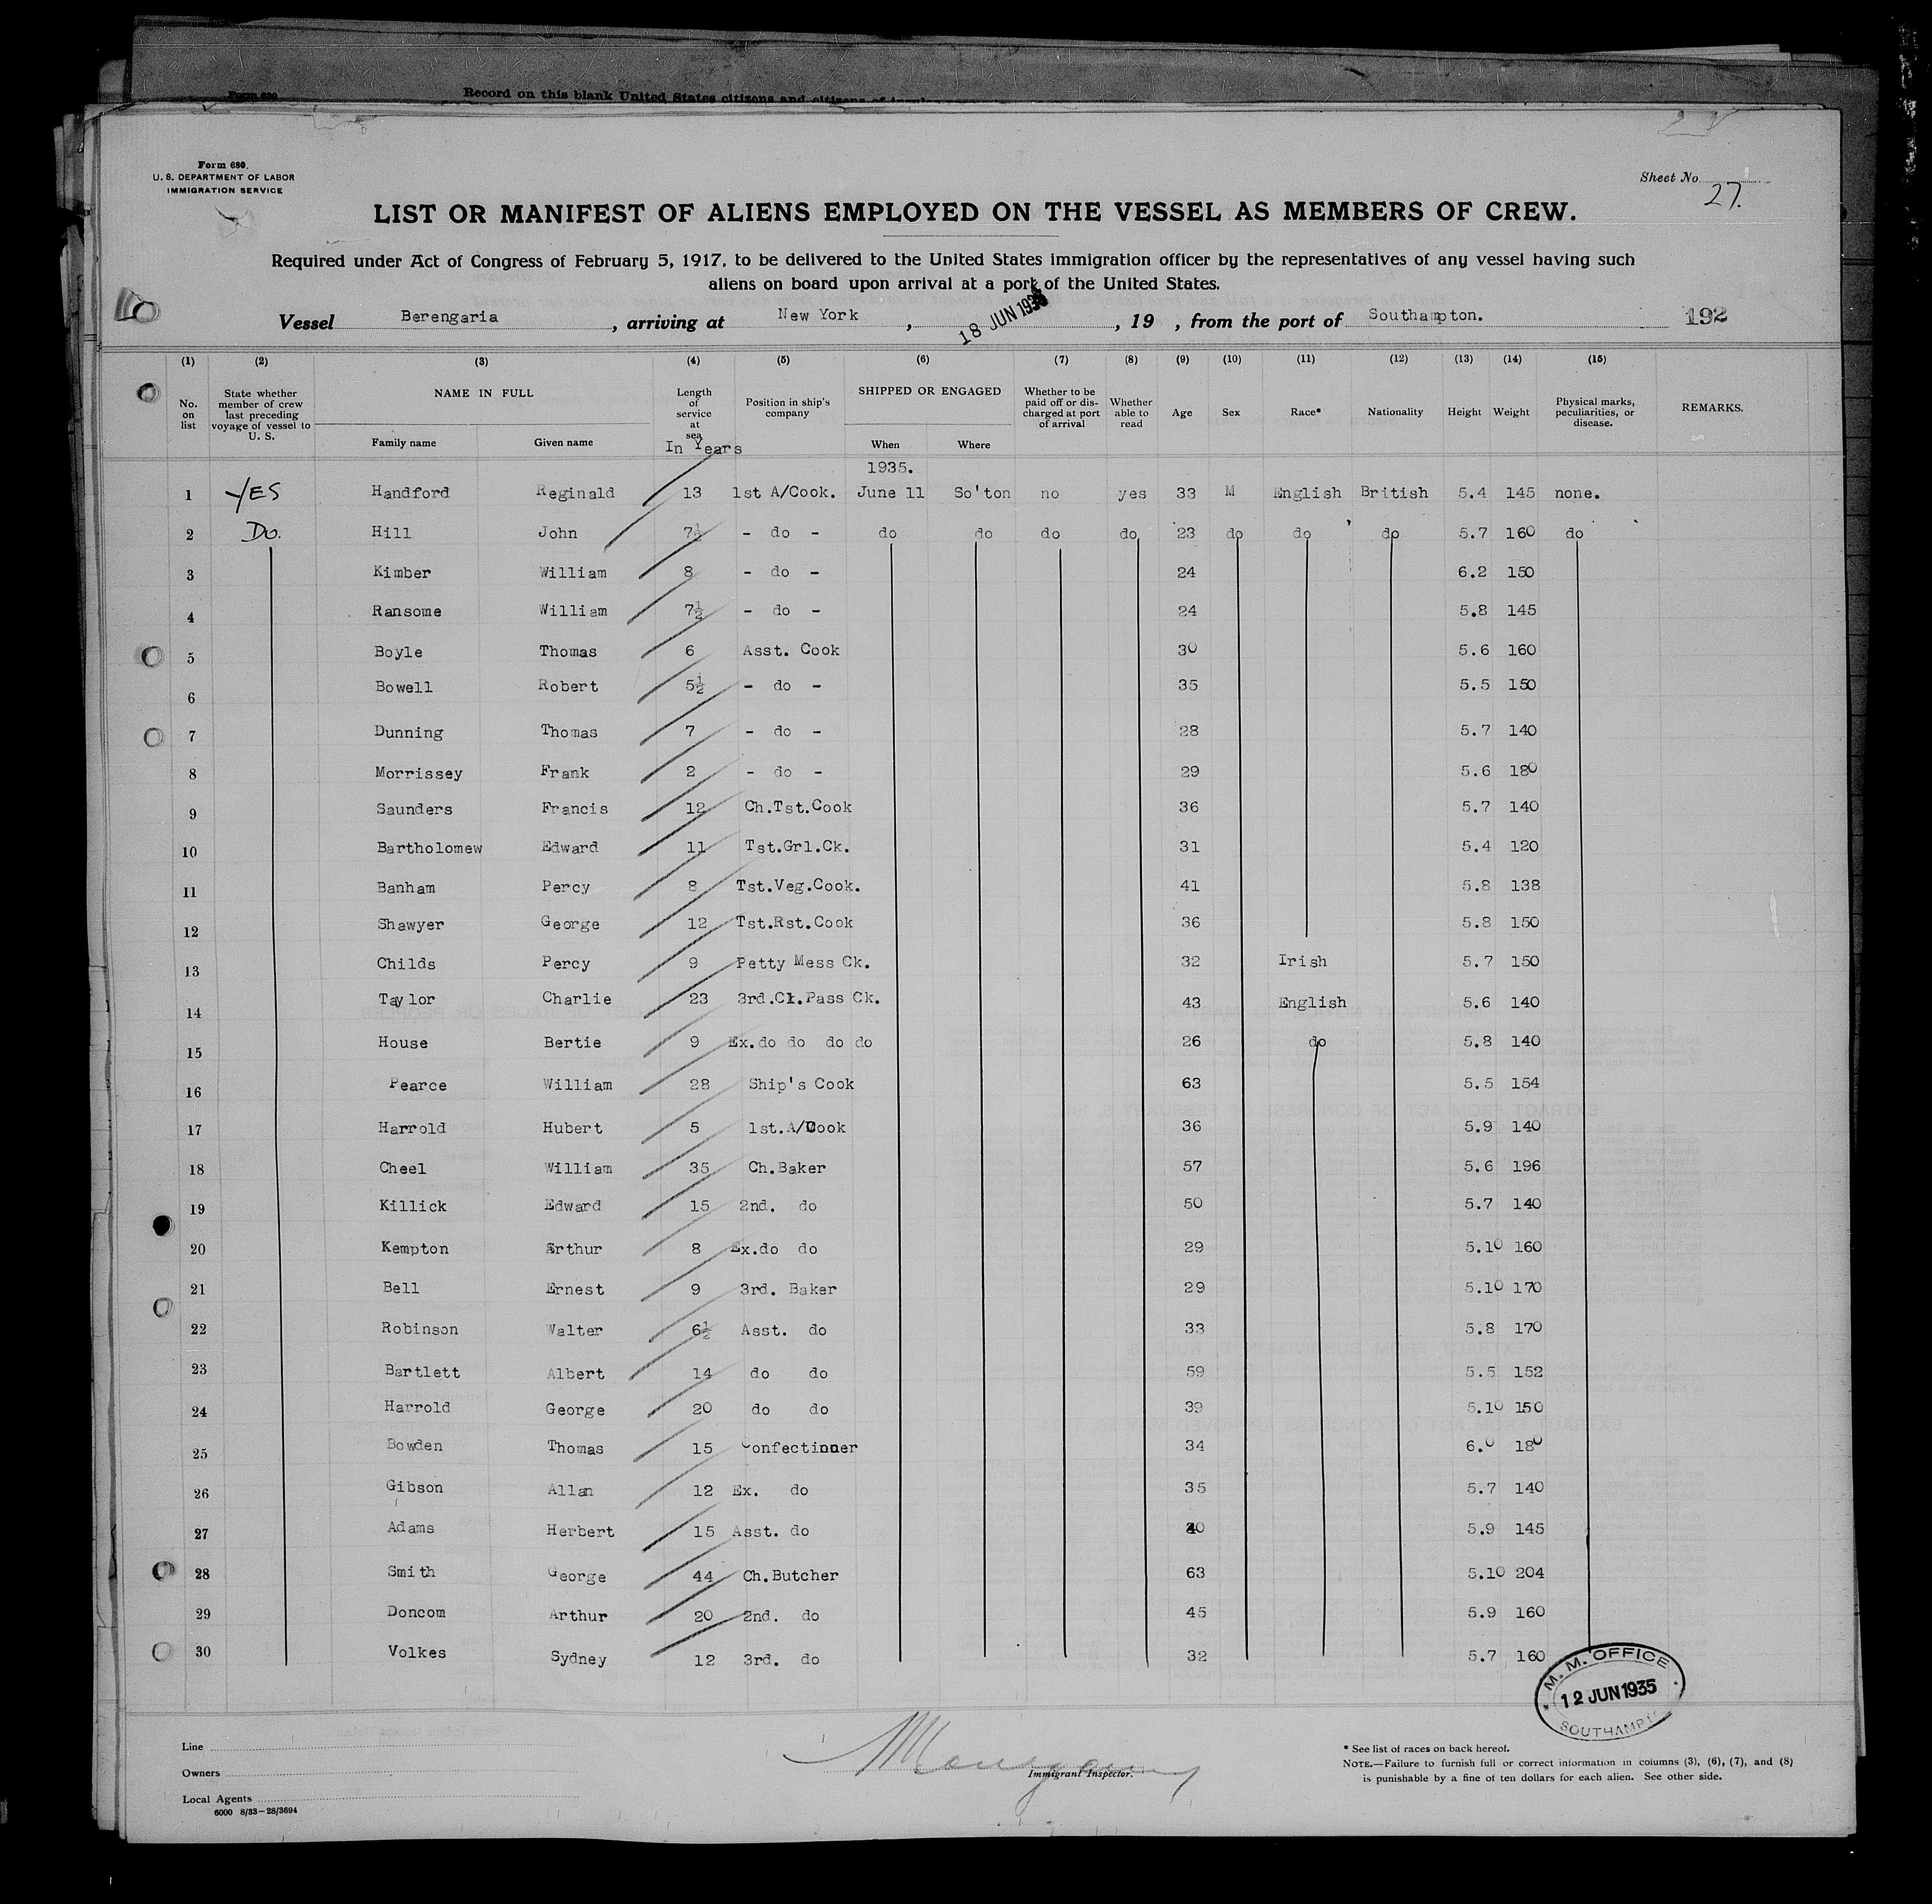 Form 630
Record on this blank United States citizens and citizens of
Form 680.
U. S. DEPARTMENT OF LABOR
IMMIGRATION SERVICE
Sheet No. 27.
LIST OR MANIFEST OF ALIENS EMPLOYED ON THE VESSEL AS MEMBERS OF CREW.
Required under Act of Congress of February 5, 1917, to be delivered to the United States immigration officer by the representatives of any vessel having such
aliens on board upon arrival at a port of the United States.
Vessel Berengaria, arriving at New York, 18 JUN 1935, 19 , from the port of Southampton. 192
(1) (2) (3) (4) (5) (6) (7) (8) (9) (10) (11) (12) (13) (14) (15)
No. on list State whether member of crew last preceding voyage of vessel to U. S. NAME IN FULL Family name Given name Length of service at sea In Years Position in ship's company SHIPPED OR ENGAGED When Where Whether to be paid off or discharged at port of arrival Whether able to read Age Sex Race* Nationality Height Weight Physical marks, peculiarities, or disease. REMARKS.
1935.
1 YES Handford Reginald 13 1st A/Cook. June 11 So'ton no yes 33 M English British 5.4 145 none.
2 Do. Hill John 7½ - do - do do do do 23 do do do 5.7 160 do
3 Kimber William 8 - do - 24 6.2 150
4 Ransome William 7½ - do - 24 5.8 145
5 Boyle Thomas 6 Asst. Cook 30 5.6 160
6 Bowell Robert 5½ - do - 35 5.5 150
7 Dunning Thomas 7 - do - 28 5.7 140
8 Morrissey Frank 2 - do - 29 5.6 180
9 Saunders Francis 12 Ch.Tst.Cook 36 5.7 140
10 Bartholomew Edward 11 Tst.Grl.Ck. 31 5.4 120
11 Banham Percy 8 Tst.Veg.Cook. 41 5.8 138
12 Shawyer George 12 Tst.Rst.Cook 36 5.8 150
13 Childs Percy 9 Petty Mess Ck. 32 Irish 5.7 150
14 Taylor Charlie 23 3rd.Cl.Pass Ck. 43 English 5.6 140
15 House Bertie 9 Ex.do do do do 26 do 5.8 140
16 Pearce William 28 Ship's Cook 63 5.5 154
17 Harrold Hubert 5 1st.A/Cook 36 5.9 140
18 Cheel William 35 Ch.Baker 57 5.6 196
19 Killick Edward 15 2nd. do 50 5.7 140
20 Kempton Arthur 8 Ex.do do 29 5.10 160
21 Bell Ernest 9 3rd. Baker 29 5.10 170
22 Robinson Walter 6½ Asst. do 33 5.8 170
23 Bartlett Albert 14 do do 59 5.5 152
24 Harrold George 20 do do 39 5.10 150
25 Bowden Thomas 15 Confectinner 34 6.0 180
26 Gibson Allan 12 Ex. do 35 5.7 140
27 Adams Herbert 15 Asst. do 40 5.9 145
28 Smith George 44 Ch.Butcher 63 5.10 204
29 Doncom Arthur 20 2nd. do 45 5.9 160
30 Volkes Sydney 12 3rd. do 32 5.7 160
M. M. OFFICE
12 JUN 1935
SOUTHAMPTON
Line
Owners
Local Agents
6000 8/33-28/3694
Immigrant Inspector.
* See list of races on back hereof.
NOTE.—Failure to furnish full or correct information in columns (3), (6), (7), and (8)
is punishable by a fine of ten dollars for each alien. See other side.